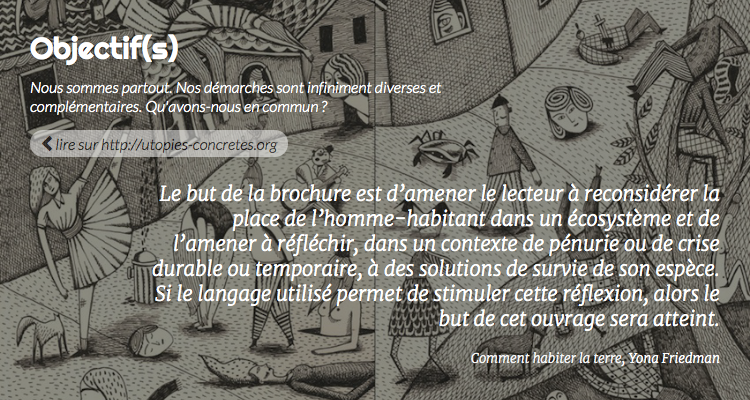 Objectif(s)
Nous sommes partout. Nos démarches sont infiniment diverses et
complémentaires. Qu'avons-nous en commun ?
lire sur http://utopies-concretes.org
Le but de la brochure est d’amener le lecteur à reconsidérer la
place de l’homme-habitant dans un écosystème et de
l’amener à réfléchir, dans un contexte de pénurie ou de crise
durable ou temporaire, à des solutions de survie de son espèce.
Si le langage utilisé permet de stimuler cette réflexion, alors le
but de cet ouvrage sera atteint.
Comment habiter la terre, Yona Friedman